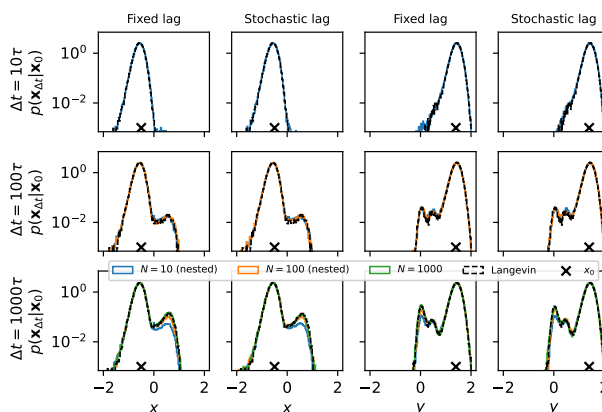 Fixed lag Stochastic lag Fixed lag Stochastic lag
Δt = 10τ
p(x_Δt|x_0)
10^0
10^−2
Δt = 100τ
p(x_Δt|x_0)
10^0
10^−2
N = 10 (nested) N = 100 (nested) N = 1000 Langevin x_0
Δt = 1000τ
p(x_Δt|x_0)
10^0
10^−2
−2 0 2 −2 0 2 0 2 0 2
x x y y